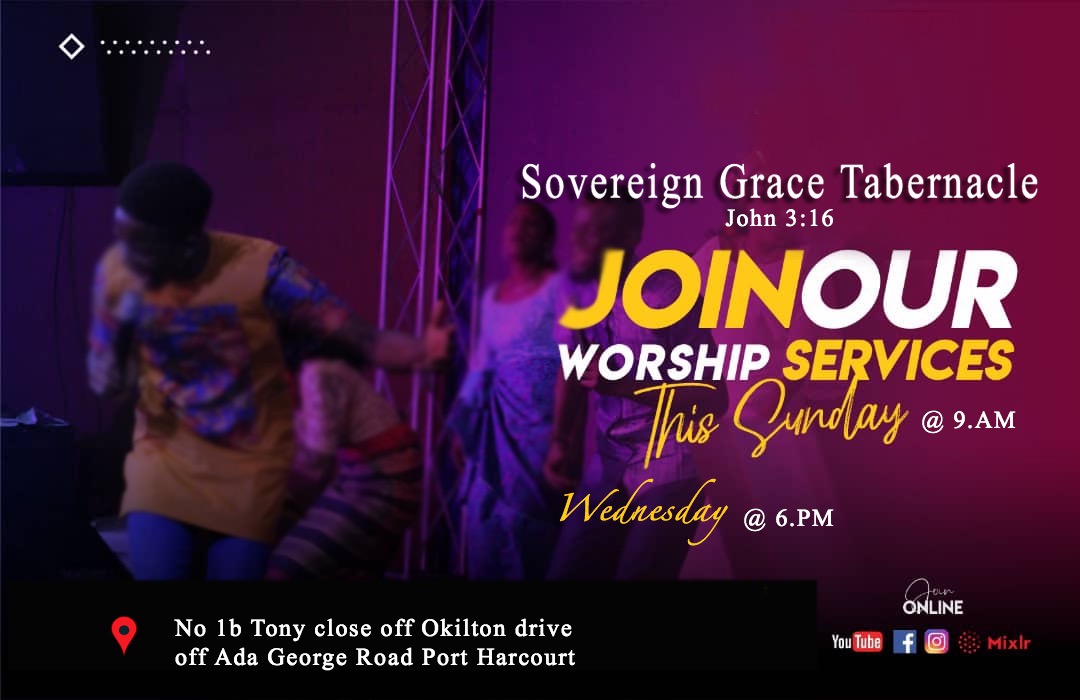 Sovereign Grace Tabernacle
John 3:16
JOINOUR
WORSHIP SERVICES
This Sunday @ 9.AM
Wednesday @ 6.PM
No 1b Tony close off Okilton drive
off Ada George Road Port Harcourt
Join
ONLINE
YouTube f Mixlr